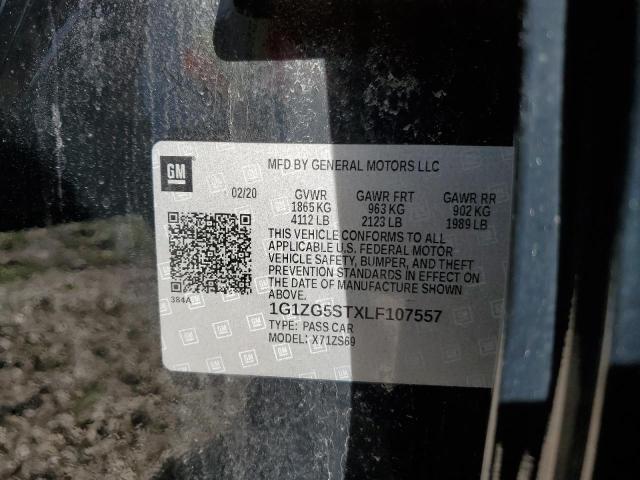 GM
MFD BY GENERAL MOTORS LLC
02/20 GVWR GAWR FRT GAWR RR
1865 KG 963 KG 902 KG
4112 LB 2123 LB 1989 LB
THIS VEHICLE CONFORMS TO ALL
APPLICABLE U.S. FEDERAL MOTOR
VEHICLE SAFETY, BUMPER, AND THEFT
PREVENTION STANDARDS IN EFFECT ON
THE DATE OF MANUFACTURE SHOWN
ABOVE.
384A
1G1ZG5STXLF107557
TYPE: PASS CAR
MODEL: X71ZS69